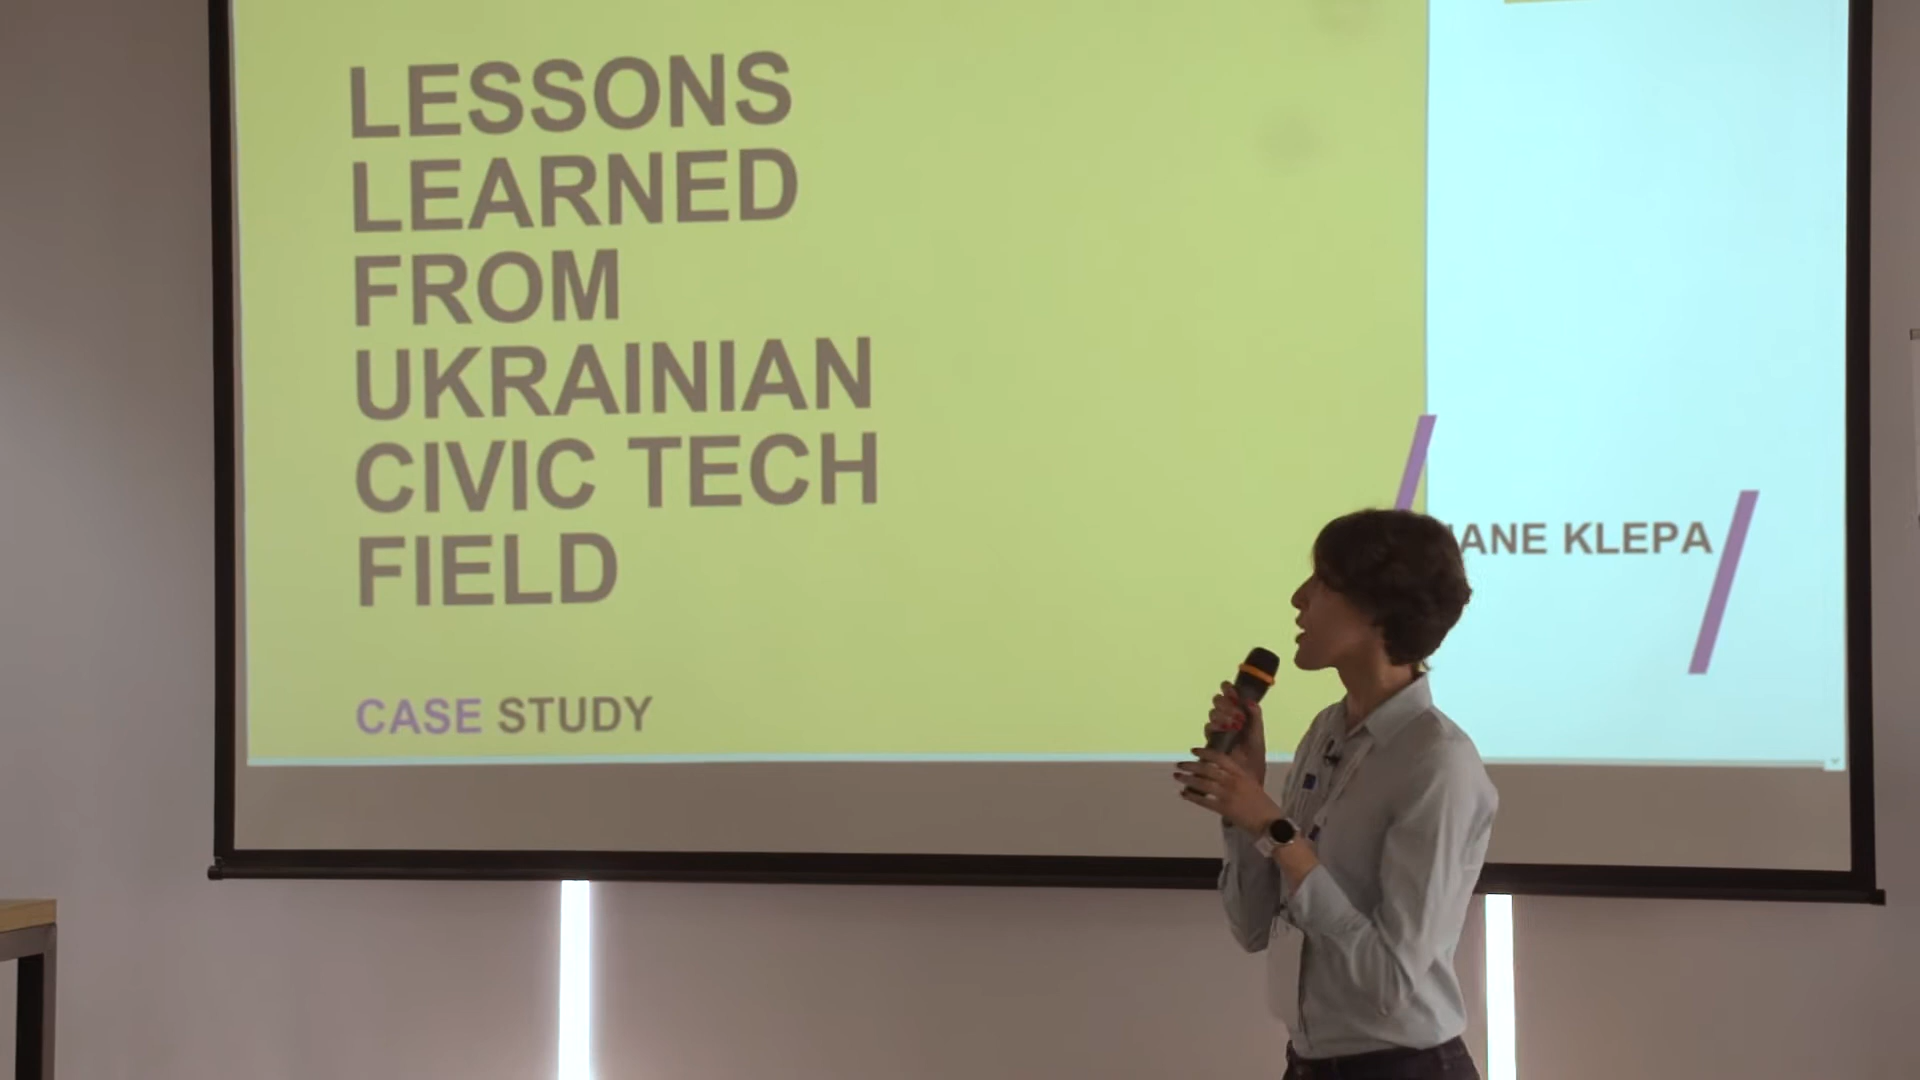 LESSONS
LEARNED
FROM
UKRAINIAN
CIVIC TECH
FIELD
CASE STUDY
KLEPA